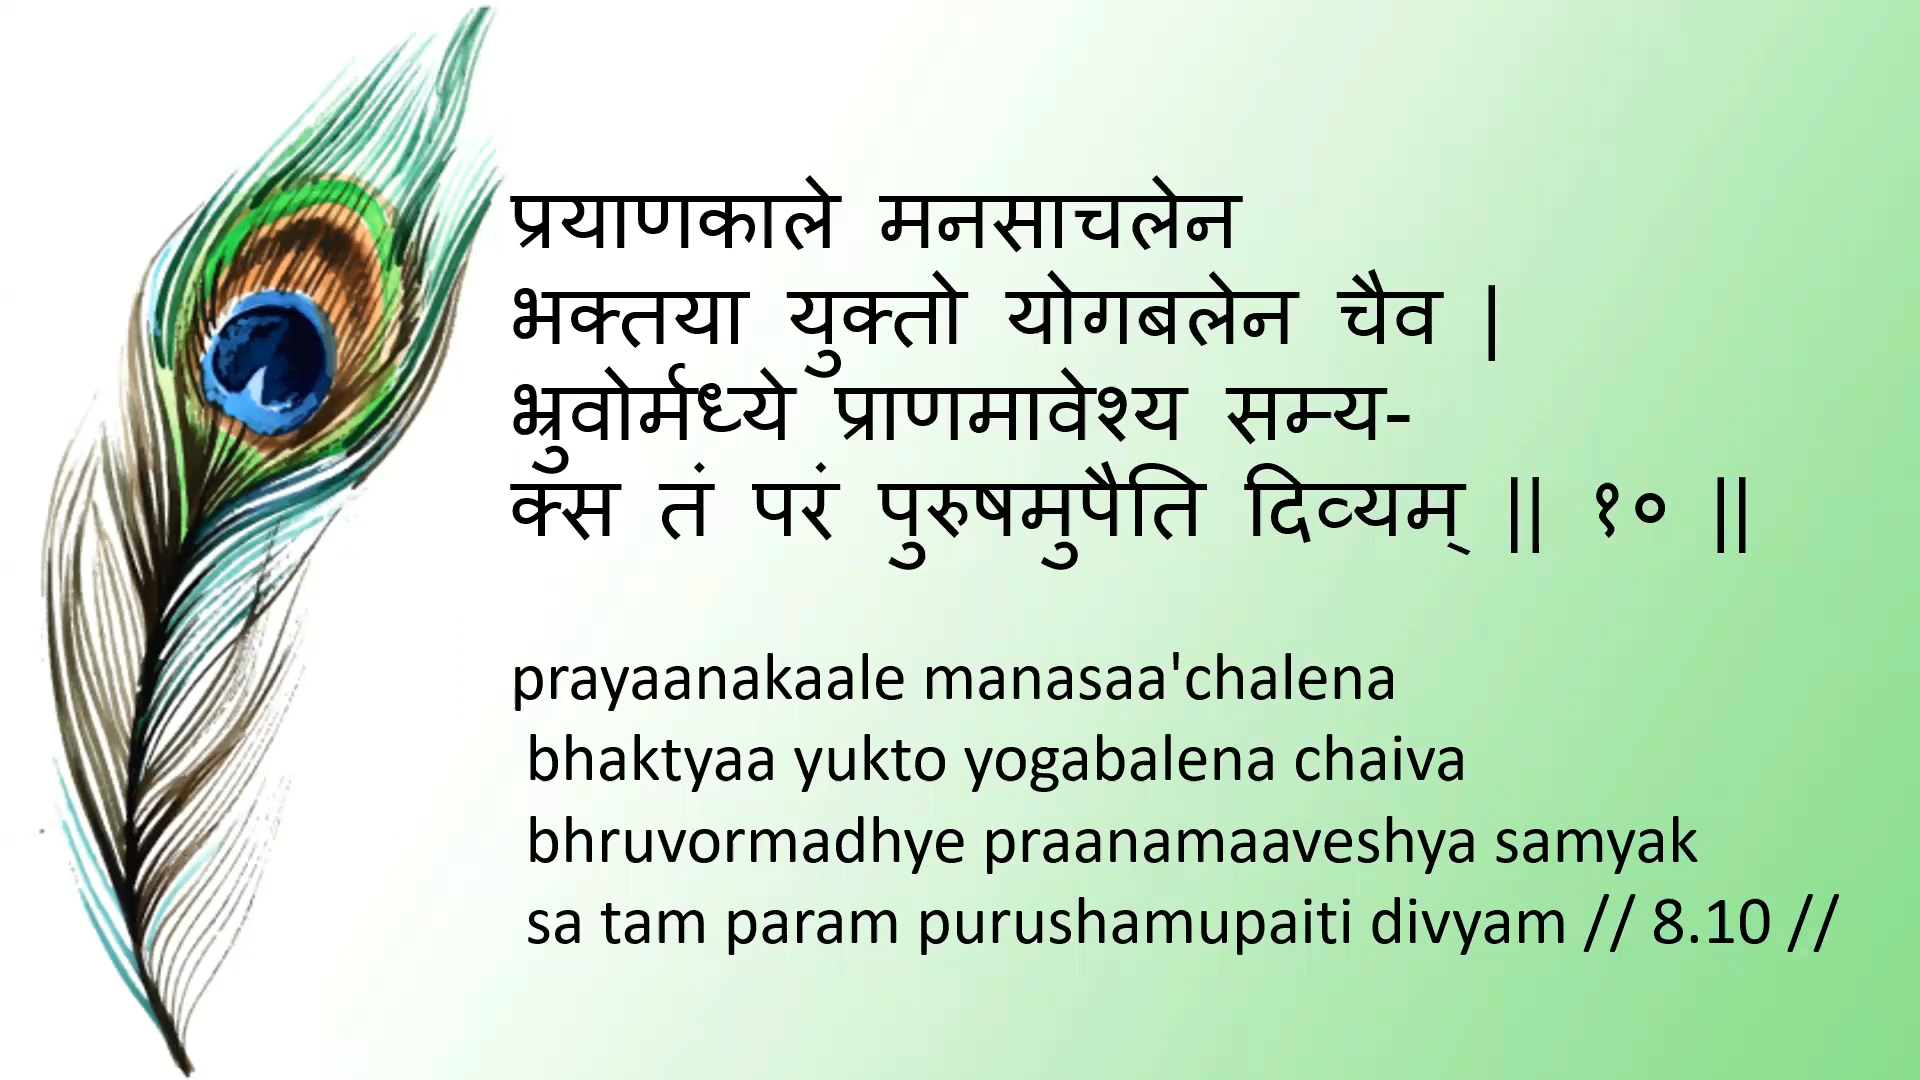 प्रयाणकाले मनसाचलेन
भक्तया युक्तो योगबलेन चैव |
भ्रुवोर्मध्ये प्राणमावेश्य सम्य-
क्स तं परं पुरुषमुपैति दिव्यम् || १० ||
prayaanakaale manasaa'chalena
bhaktyaa yukto yogabalena chaiva
bhruvormadhye praanamaaveshya samyak
sa tam param purushamupaiti divyam // 8.10 //